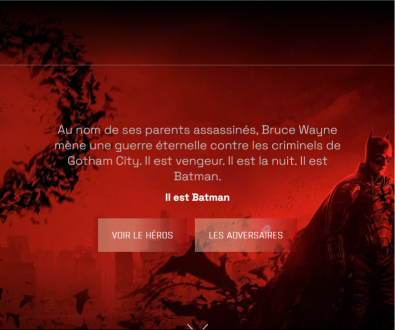 Au nom de ses parents assassinés, Bruce Wayne
mène une guerre éternelle contre les criminels de
Gotham City. Il est vengeur. Il est la nuit. Il est
Batman.
Il est Batman
VOIR LE HÉROS
LES ADVERSAIRES